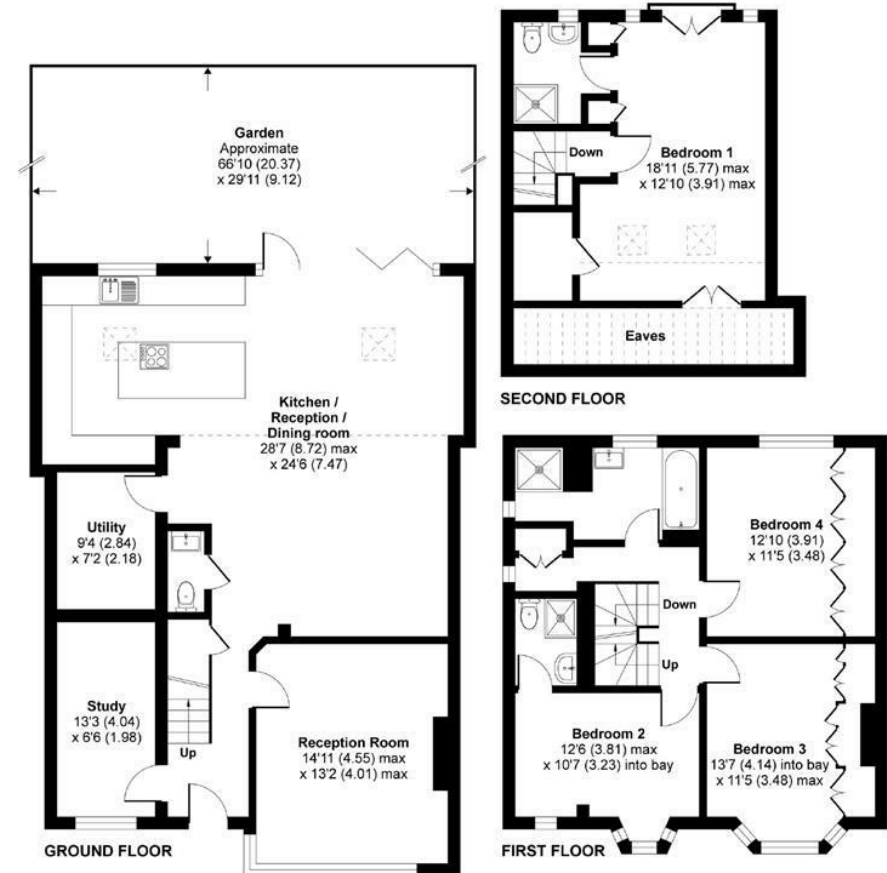 Garden
Approximate
66'10 (20.37)
x 29'11 (9.12)
Kitchen /
Reception /
Dining room
28'7 (8.72) max
x 24'6 (7.47)
Utility
9'4 (2.84)
x 7'2 (2.18)
Study
13'3 (4.04)
x 6'6 (1.98)
Up
Reception Room
14'11 (4.55) max
x 13'2 (4.01) max
GROUND FLOOR
Down
Bedroom 1
18'11 (5.77) max
x 12'10 (3.91) max
Eaves
SECOND FLOOR
Bedroom 4
12'10 (3.91)
x 11'5 (3.48)
Down
Up
Bedroom 2
12'6 (3.81) max
x 10'7 (3.23) into bay
Bedroom 3
13'7 (4.14) into bay
x 11'5 (3.48) max
FIRST FLOOR